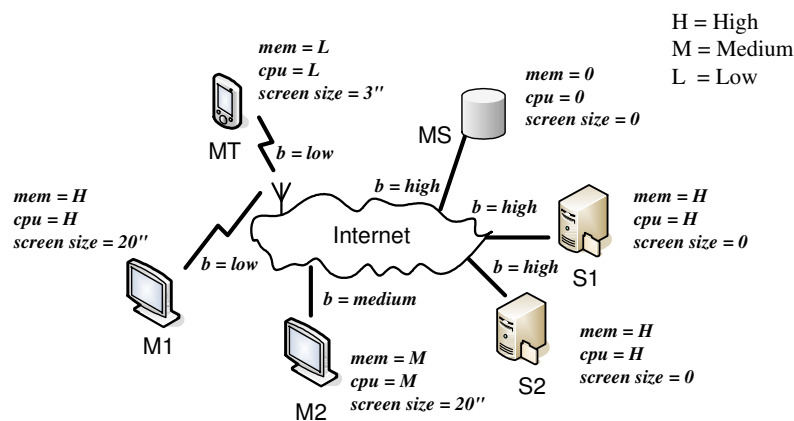 H = High
M = Medium
L = Low
mem = L
cpu = L
screen size = 3"
MT
b = low
mem = 0
cpu = 0
screen size = 0
MS
b = high
mem = H
cpu = H
screen size = 20"
b = low
M1
Internet
b = high
mem = H
cpu = H
screen size = 0
S1
b = high
b = medium
mem = M
cpu = M
screen size = 20"
M2
mem = H
cpu = H
screen size = 0
S2